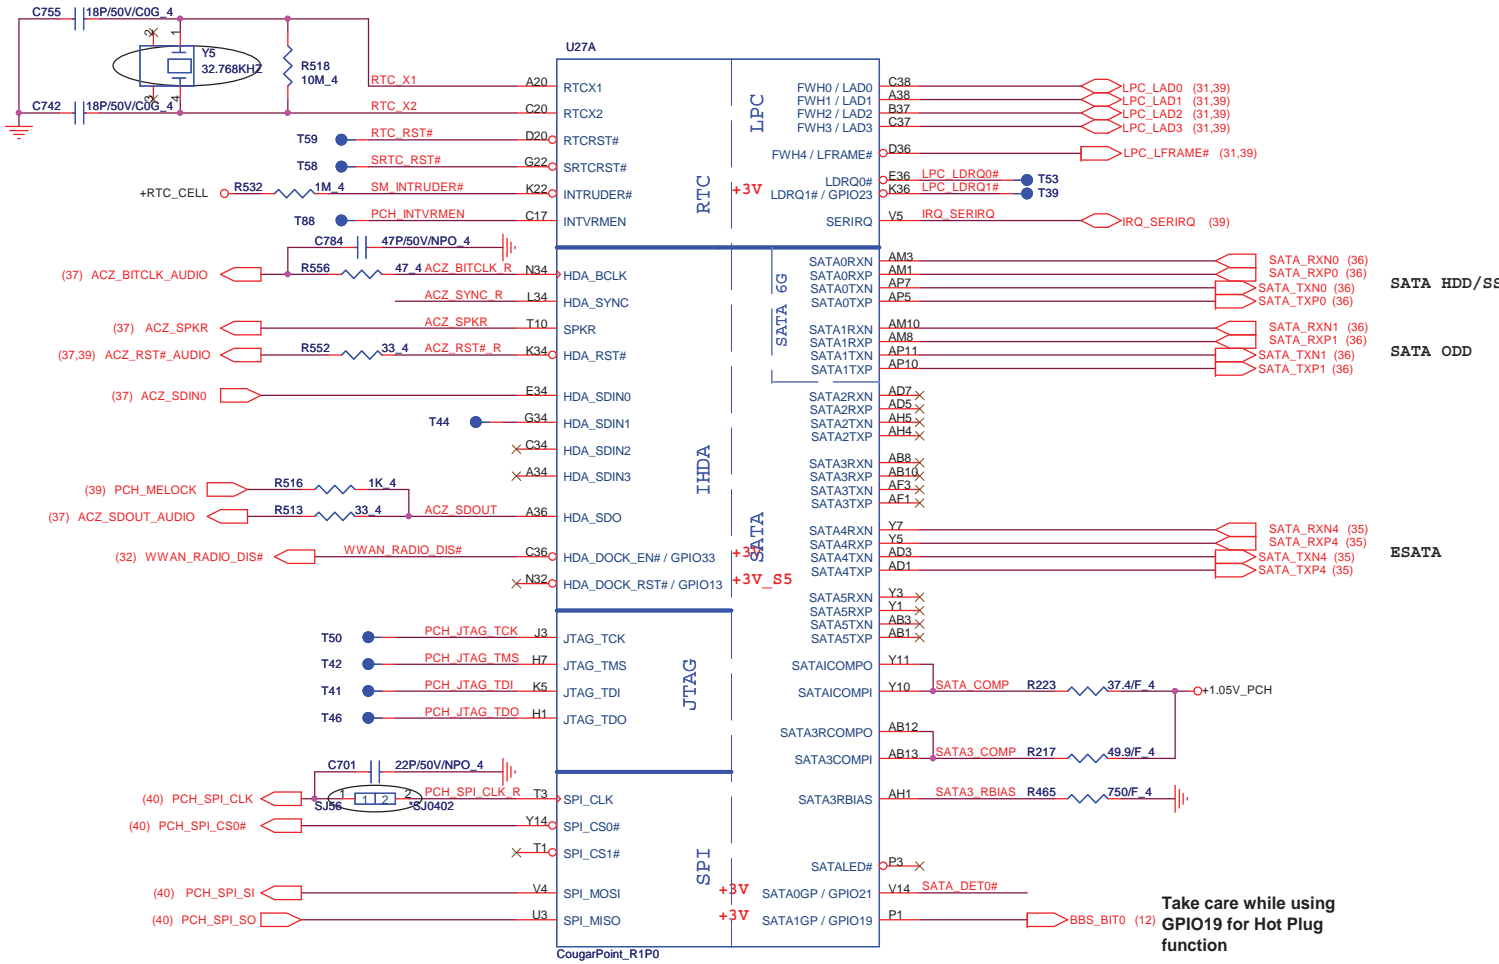 C755 18P/50V/C0G_4
2 1
Y5
32.768KHZ
R518
10M_4
3 4
C742 18P/50V/C0G_4
U27A
CougarPoint_R1P0
RTC_X1 A20 RTCX1
RTC_X2 C20 RTCX2
T59 RTC_RST# D20 RTCRST#
T58 SRTC_RST# G22 SRTCRST#
+RTC_CELL R532 1M_4 SM_INTRUDER# K22 INTRUDER#
T88 PCH_INTVRMEN C17 INTVRMEN
C784 47P/50V/NPO_4
(37) ACZ_BITCLK_AUDIO R556 47_4 ACZ_BITCLK_R N34 HDA_BCLK
ACZ_SYNC_R L34 HDA_SYNC
(37) ACZ_SPKR ACZ_SPKR T10 SPKR
(37,39) ACZ_RST#_AUDIO R552 33_4 ACZ_RST#_R K34 HDA_RST#
(37) ACZ_SDIN0 E34 HDA_SDIN0
T44 G34 HDA_SDIN1
C34 HDA_SDIN2
A34 HDA_SDIN3
(39) PCH_MELOCK R516 1K_4
(37) ACZ_SDOUT_AUDIO R513 33_4 ACZ_SDOUT A36 HDA_SDO
(32) WWAN_RADIO_DIS# WWAN_RADIO_DIS# C36 HDA_DOCK_EN# / GPIO33 +3V
N32 HDA_DOCK_RST# / GPIO13 +3V_S5
T50 PCH_JTAG_TCK J3 JTAG_TCK
T42 PCH_JTAG_TMS H7 JTAG_TMS
T41 PCH_JTAG_TDI K5 JTAG_TDI
T46 PCH_JTAG_TDO H1 JTAG_TDO
C701 22P/50V/NPO_4
(40) PCH_SPI_CLK SJ56 1 1 2 2 *SJ0402 PCH_SPI_CLK_R T3 SPI_CLK
(40) PCH_SPI_CS0# Y14 SPI_CS0#
T1 SPI_CS1#
(40) PCH_SPI_SI V4 SPI_MOSI +3V
(40) PCH_SPI_SO U3 SPI_MISO +3V
RTC
IHDA
JTAG
SPI
LPC
SATA 6G
SATA
FWH0 / LAD0 C38 LPC_LAD0 (31,39)
FWH1 / LAD1 A38 LPC_LAD1 (31,39)
FWH2 / LAD2 B37 LPC_LAD2 (31,39)
FWH3 / LAD3 C37 LPC_LAD3 (31,39)
FWH4 / LFRAME# D36 LPC_LFRAME# (31,39)
LDRQ0# E36 LPC_LDRQ0# T53
+3V LDRQ1# / GPIO23 K36 LPC_LDRQ1# T39
SERIRQ V5 IRQ_SERIRQ IRQ_SERIRQ (39)
SATA0RXN AM3 SATA_RXN0 (36)
SATA0RXP AM1 SATA_RXP0 (36)
SATA0TXN AP7 SATA_TXN0 (36)
SATA0TXP AP5 SATA_TXP0 (36)
SATA HDD/SS
SATA1RXN AM10 SATA_RXN1 (36)
SATA1RXP AM8 SATA_RXP1 (36)
SATA1TXN AP11 SATA_TXN1 (36)
SATA1TXP AP10 SATA_TXP1 (36)
SATA ODD
SATA2RXN AD7
SATA2RXP AD5
SATA2TXN AH5
SATA2TXP AH4
SATA3RXN AB8
SATA3RXP AB10
SATA3TXN AF3
SATA3TXP AF1
SATA4RXN Y7 SATA_RXN4 (35)
SATA4RXP Y5 SATA_RXP4 (35)
SATA4TXN AD3 SATA_TXN4 (35)
SATA4TXP AD1 SATA_TXP4 (35)
ESATA
SATA5RXN Y3
SATA5RXP Y1
SATA5TXN AB3
SATA5TXP AB1
SATAICOMPO Y11
SATAICOMPI Y10 SATA_COMP R223 37.4/F_4 +1.05V_PCH
SATA3RCOMPO AB12
SATA3COMPI AB13 SATA3_COMP R217 49.9/F_4
SATA3RBIAS AH1 SATA3_RBIAS R465 750/F_4
SATALED# P3
SATA0GP / GPIO21 V14 SATA_DET0#
SATA1GP / GPIO19 P1 BBS_BIT0 (12)
Take care while using
GPIO19 for Hot Plug
function